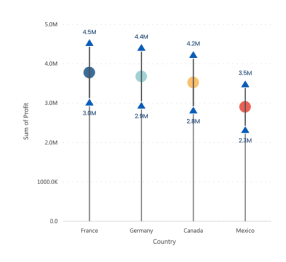 5.0M
4.5M
4.4M
4.2M
4.0M
3.5M
3.0M
3.0M
2.9M
2.8M
2.3M
2.0M
1000.0K
0.0
Sum of Profit
France
Germany
Canada
Mexico
Country